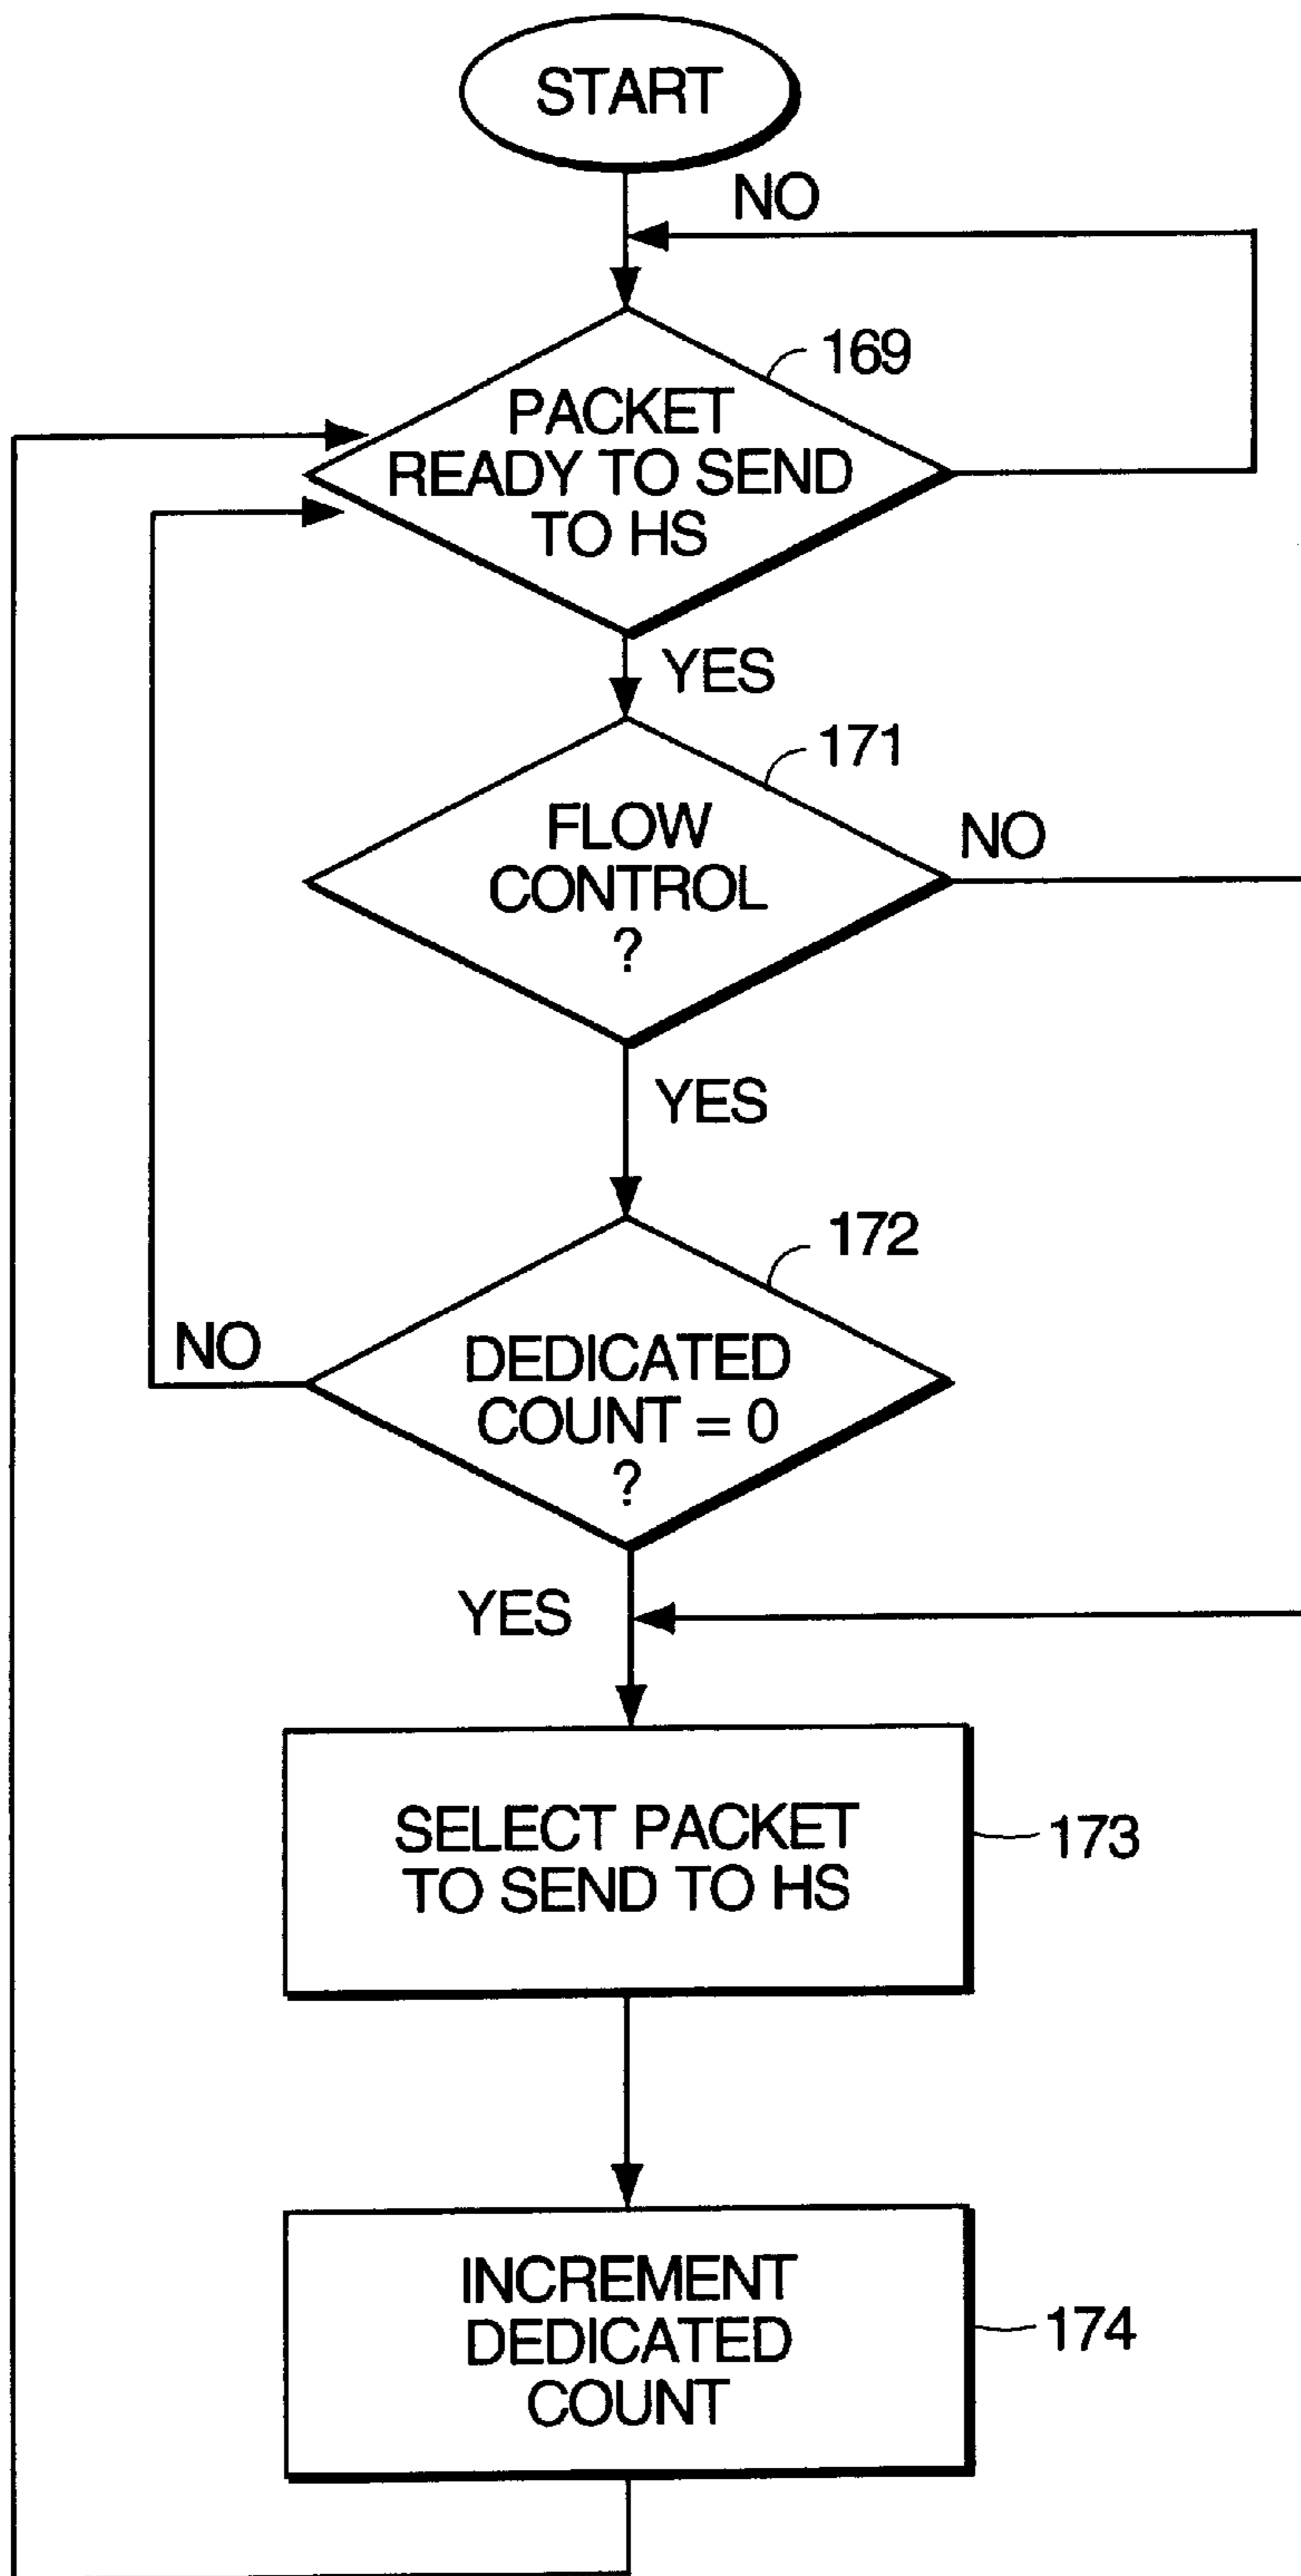 START
NO
169
PACKET
READY TO SEND
TO HS
YES
171
FLOW
CONTROL
?
NO
YES
172
DEDICATED
COUNT = 0
?
NO
YES
SELECT PACKET
TO SEND TO HS
173
INCREMENT
DEDICATED
COUNT
174